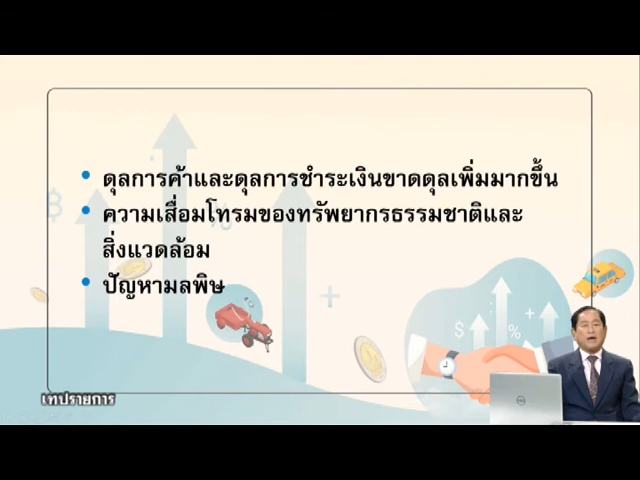 • ดุลการค้าและดุลการชำระเงินขาดดุลเพิ่มมากขึ้น
• ความเสื่อมโทรมของทรัพยากรธรรมชาติและ
สิ่งแวดล้อม
• ปัญหามลพิษ
เทปรายการ